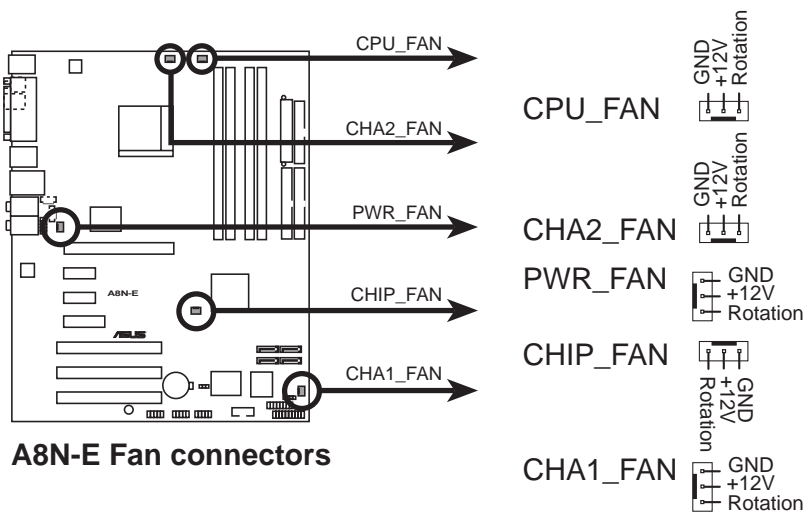 CPU_FAN
CHA2_FAN
PWR_FAN
CHIP_FAN
CHA1_FAN
A8N-E
ASUS
A8N-E Fan connectors
CPU_FAN
GND
+12V
Rotation
CHA2_FAN
GND
+12V
Rotation
PWR_FAN
GND
+12V
Rotation
CHIP_FAN
Rotation
+12V
GND
CHA1_FAN
GND
+12V
Rotation